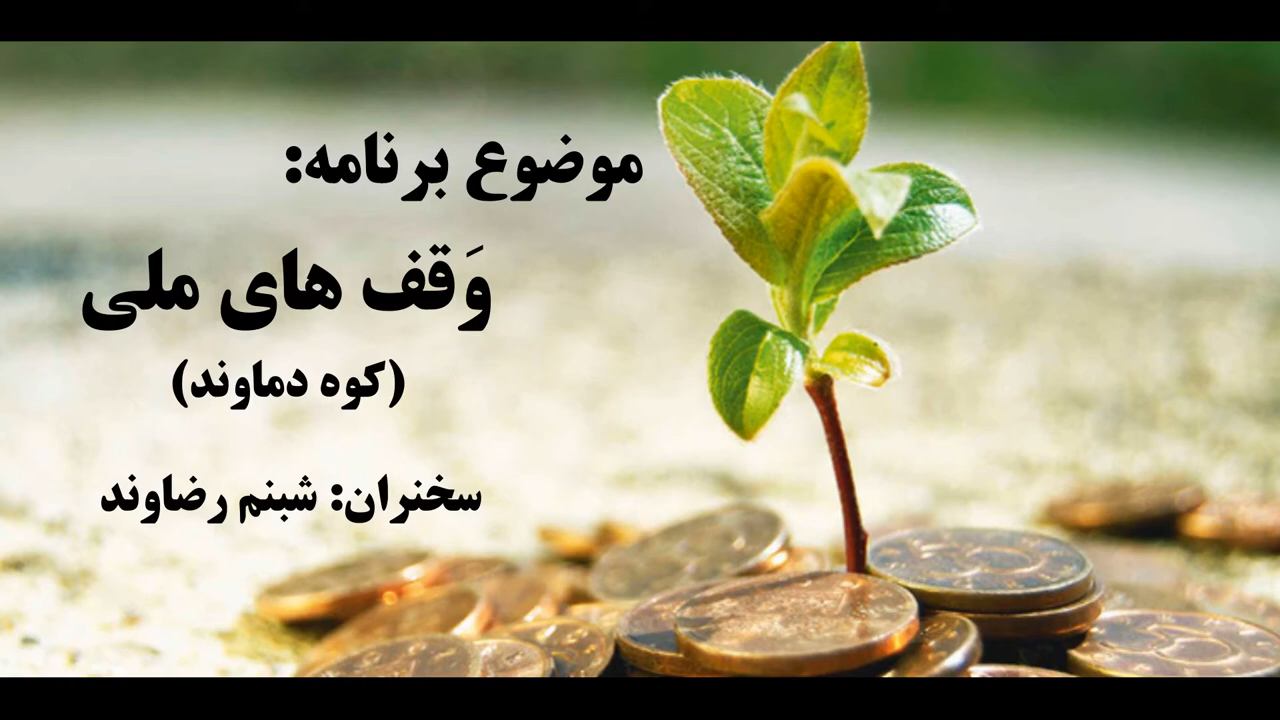 موضوع برنامه:
وَقف های ملی
(کوه دماوند)
سخنران: شبنم رضاوند